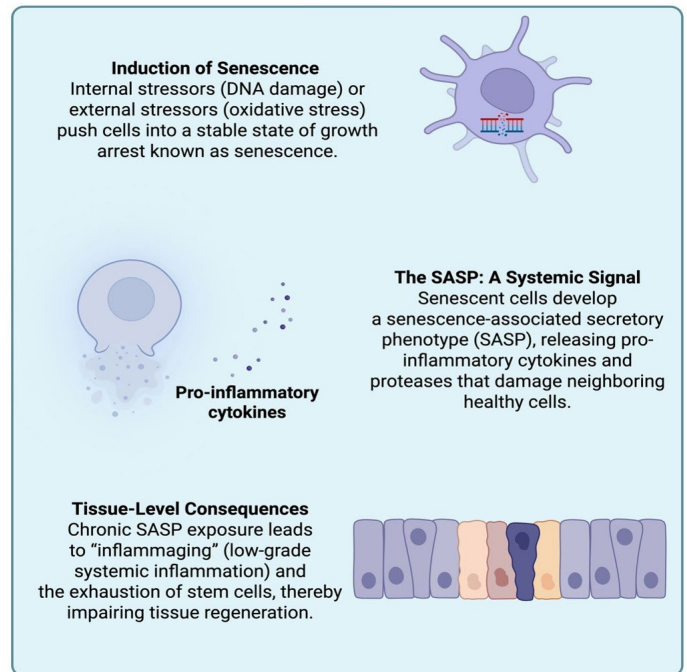 Induction of Senescence
Internal stressors (DNA damage) or
external stressors (oxidative stress)
push cells into a stable state of growth
arrest known as senescence.
The SASP: A Systemic Signal
Senescent cells develop
a senescence-associated secretory
phenotype (SASP), releasing pro-
inflammatory cytokines and
proteases that damage neighboring
healthy cells.
Pro-inflammatory
cytokines
Tissue-Level Consequences
Chronic SASP exposure leads
to “inflammaging” (low-grade
systemic inflammation) and
the exhaustion of stem cells, thereby
impairing tissue regeneration.